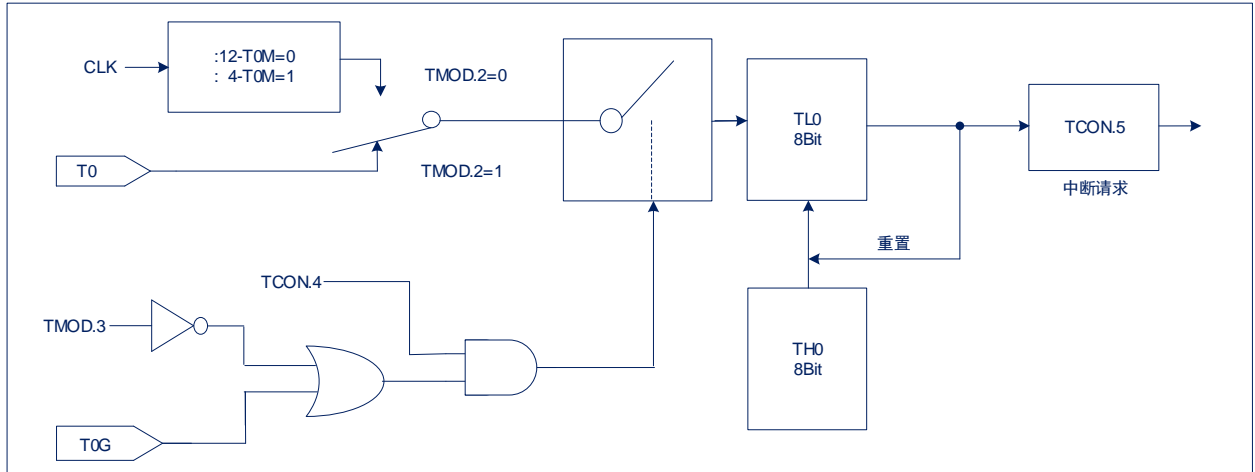 :12-T0M=0
: 4-T0M=1
CLK
TMOD.2=0
T0
TMOD.2=1
TL0
8Bit
TCON.5
中断请求
重置
TCON.4
TMOD.3
TH0
8Bit
T0G